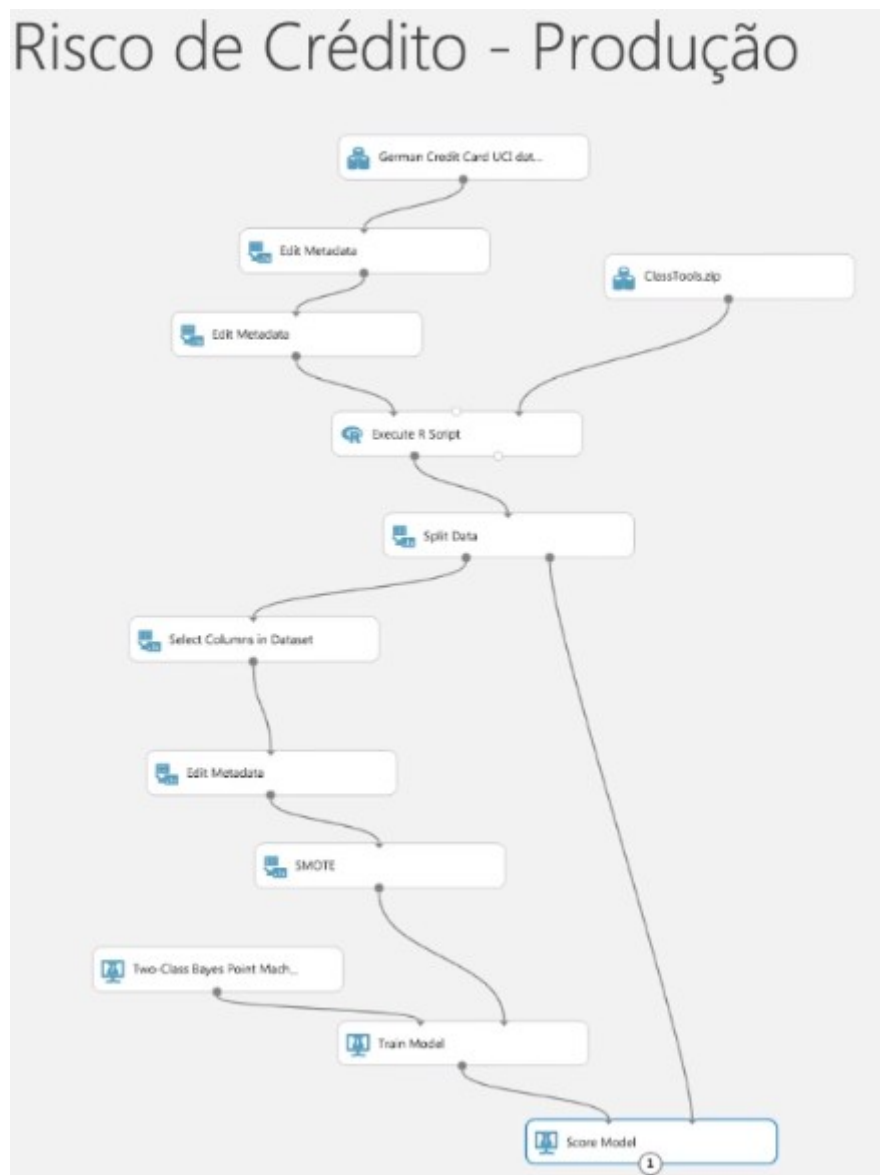 Risco de Crédito - Produção
German Credit Card UCI dat...
Edit Metadata
ClassTools.zip
Edit Metadata
Execute R Script
Split Data
Select Columns in Dataset
Edit Metadata
SMOTE
Two-Class Bayes Point Mach...
Train Model
Score Model
1